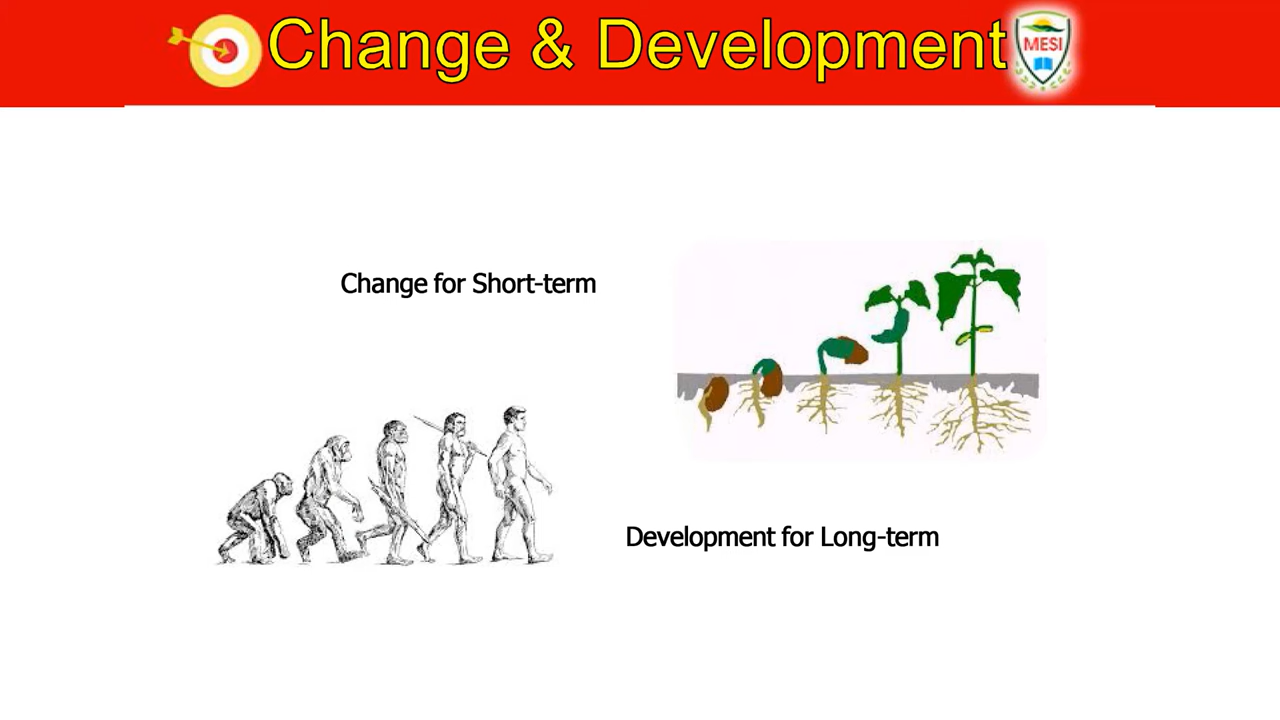 Change & Development
MESI
Change for Short-term
Development for Long-term